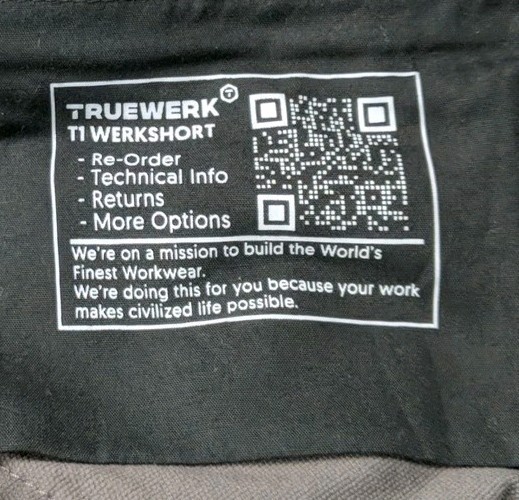 TRUEWERK
T1 WERKSHORT
- Re-Order
- Technical Info
- Returns
- More Options
We're on a mission to build the World's
Finest Workwear.
We're doing this for you because your work
makes civilized life possible.